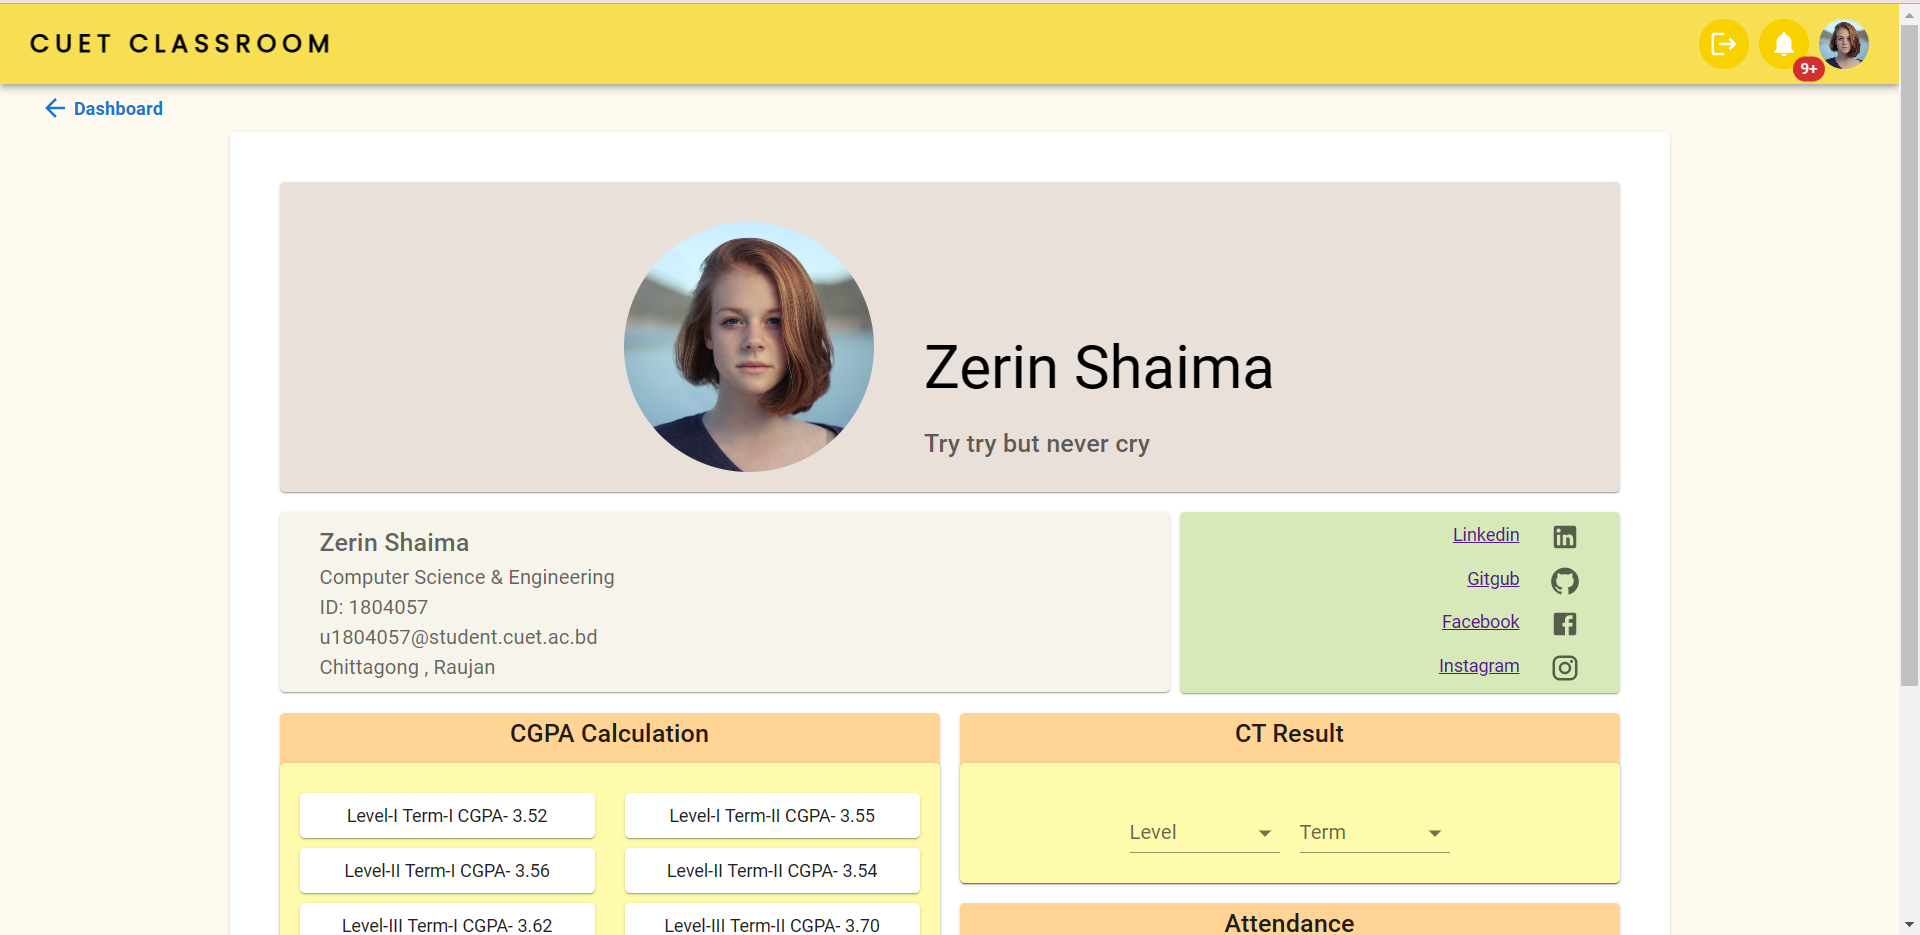 CUET CLASSROOM
9+
Dashboard
Zerin Shaima
Try try but never cry
Zerin Shaima
Computer Science & Engineering
ID: 1804057
u1804057@student.cuet.ac.bd
Chittagong , Raujan
Linkedin
Gitgub
Facebook
Instagram
CGPA Calculation
Level-I Term-I CGPA- 3.52
Level-I Term-II CGPA- 3.55
Level-II Term-I CGPA- 3.56
Level-II Term-II CGPA- 3.54
Level-III Term-I CGPA- 3.62
Level-III Term-II CGPA- 3.70
CT Result
Level
Term
Attendance